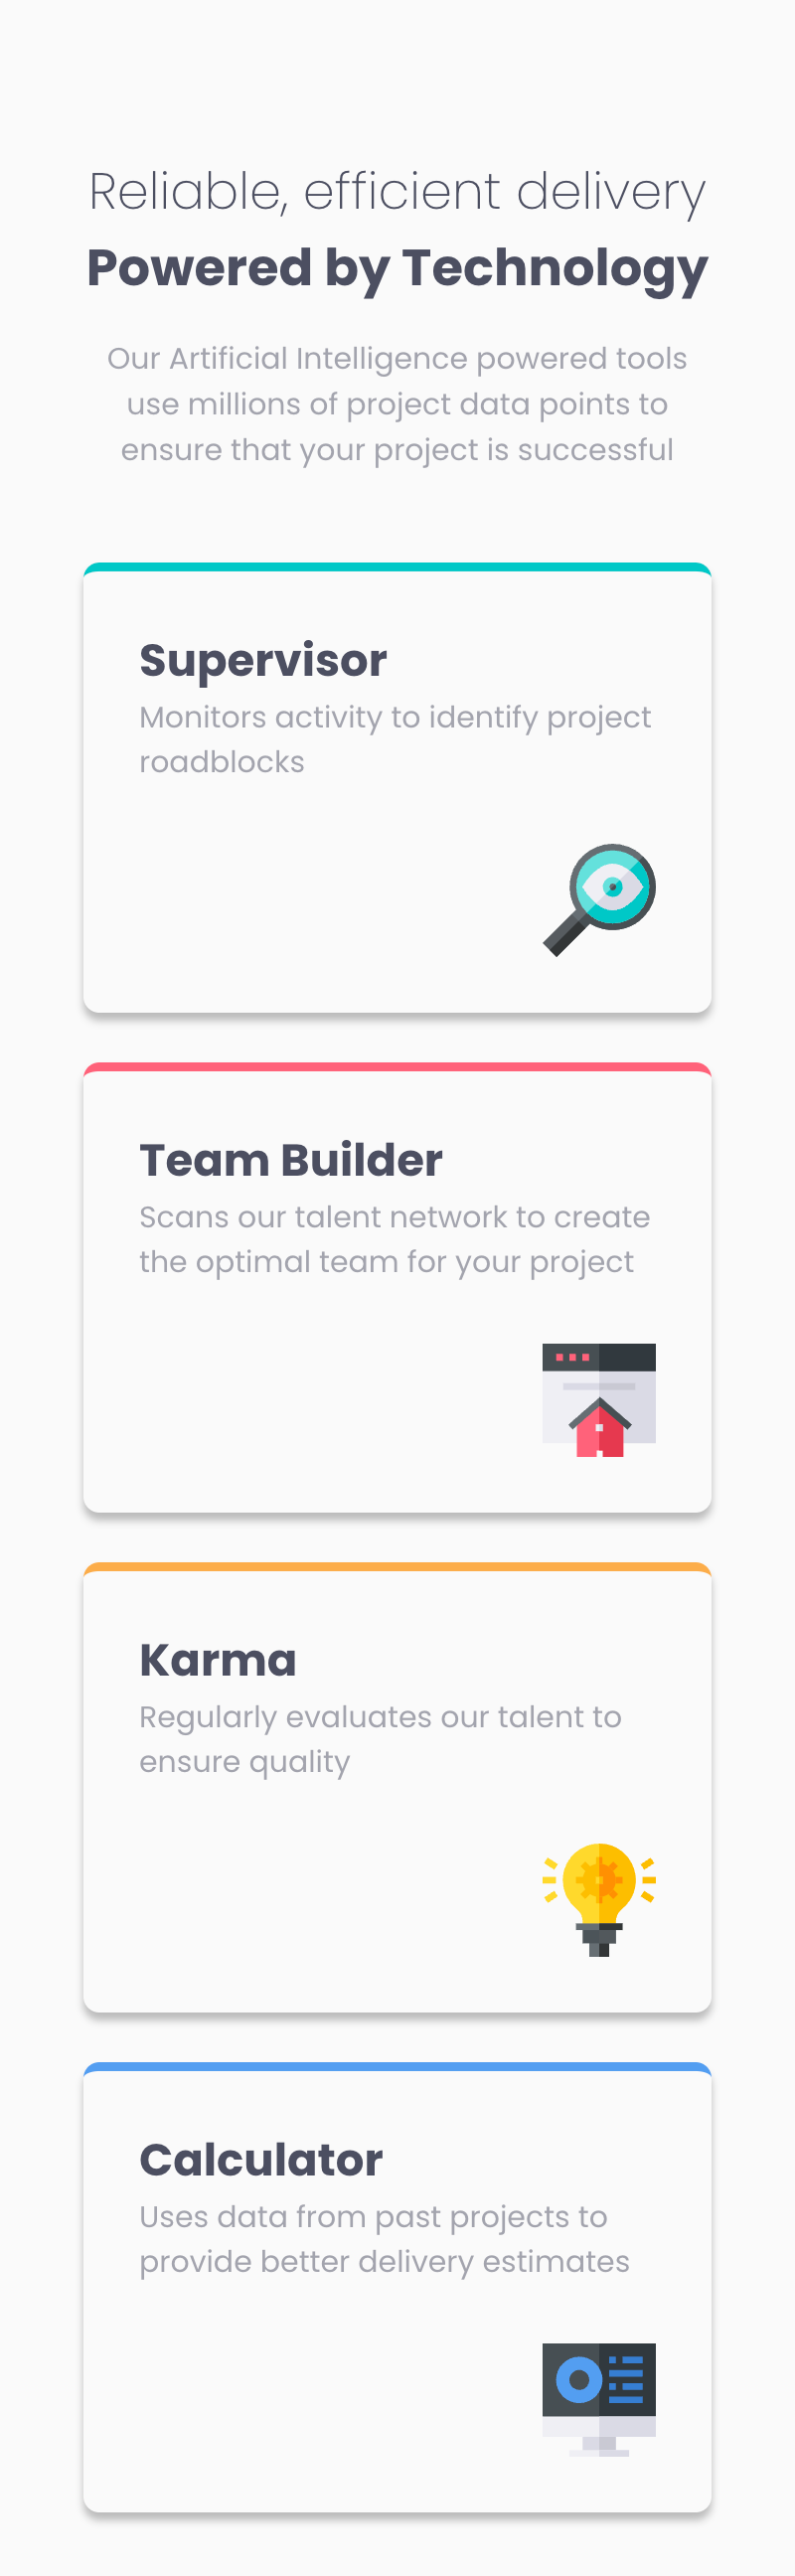 Reliable, efficient delivery
Powered by Technology
Our Artificial Intelligence powered tools
use millions of project data points to
ensure that your project is successful
Supervisor
Monitors activity to identify project
roadblocks
Team Builder
Scans our talent network to create
the optimal team for your project
Karma
Regularly evaluates our talent to
ensure quality
Calculator
Uses data from past projects to
provide better delivery estimates